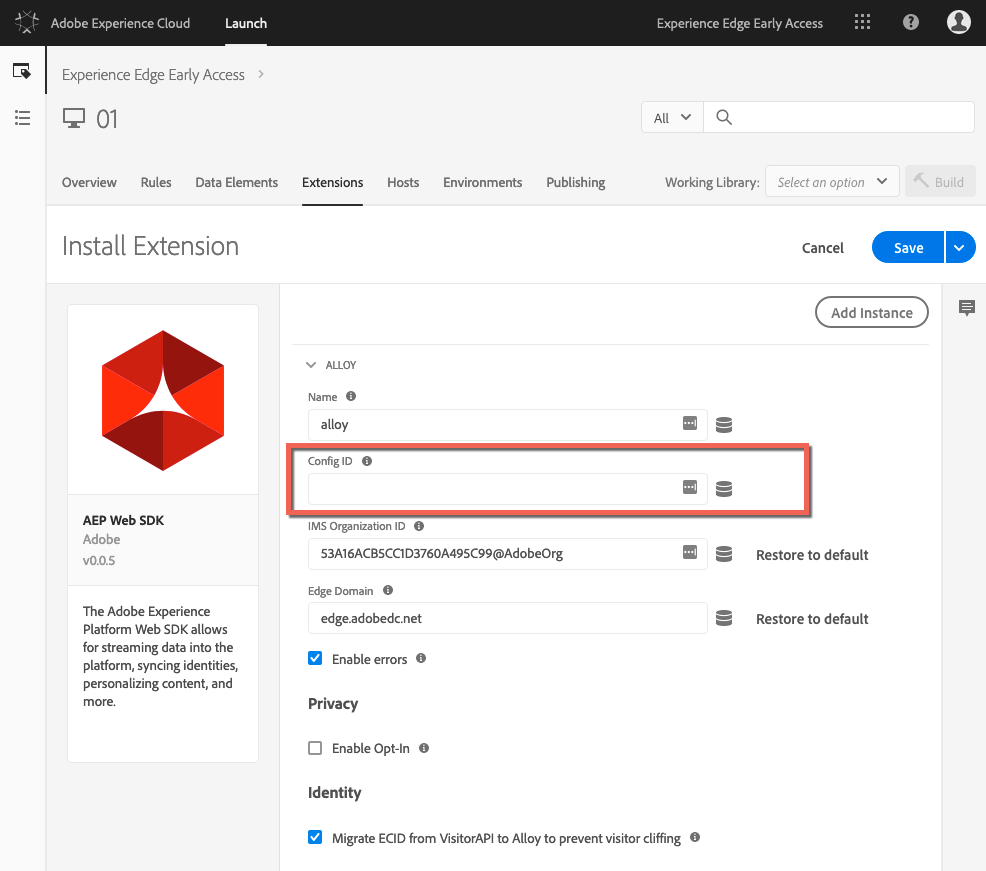 Adobe Experience Cloud
Launch
Experience Edge Early Access
Experience Edge Early Access
01
All
Overview
Rules
Data Elements
Extensions
Hosts
Environments
Publishing
Working Library:
Select an option
Build
Install Extension
Cancel
Save
Add Instance
ALLOY
Name
alloy
Config ID
IMS Organization ID
53A16ACB5CC1D3760A495C99@AdobeOrg
Restore to default
Edge Domain
edge.adobedc.net
Restore to default
Enable errors
Privacy
Enable Opt-In
Identity
Migrate ECID from VisitorAPI to Alloy to prevent visitor cliffing
AEP Web SDK
Adobe
v0.0.5
The Adobe Experience
Platform Web SDK allows
for streaming data into the
platform, syncing identities,
personalizing content, and
more.